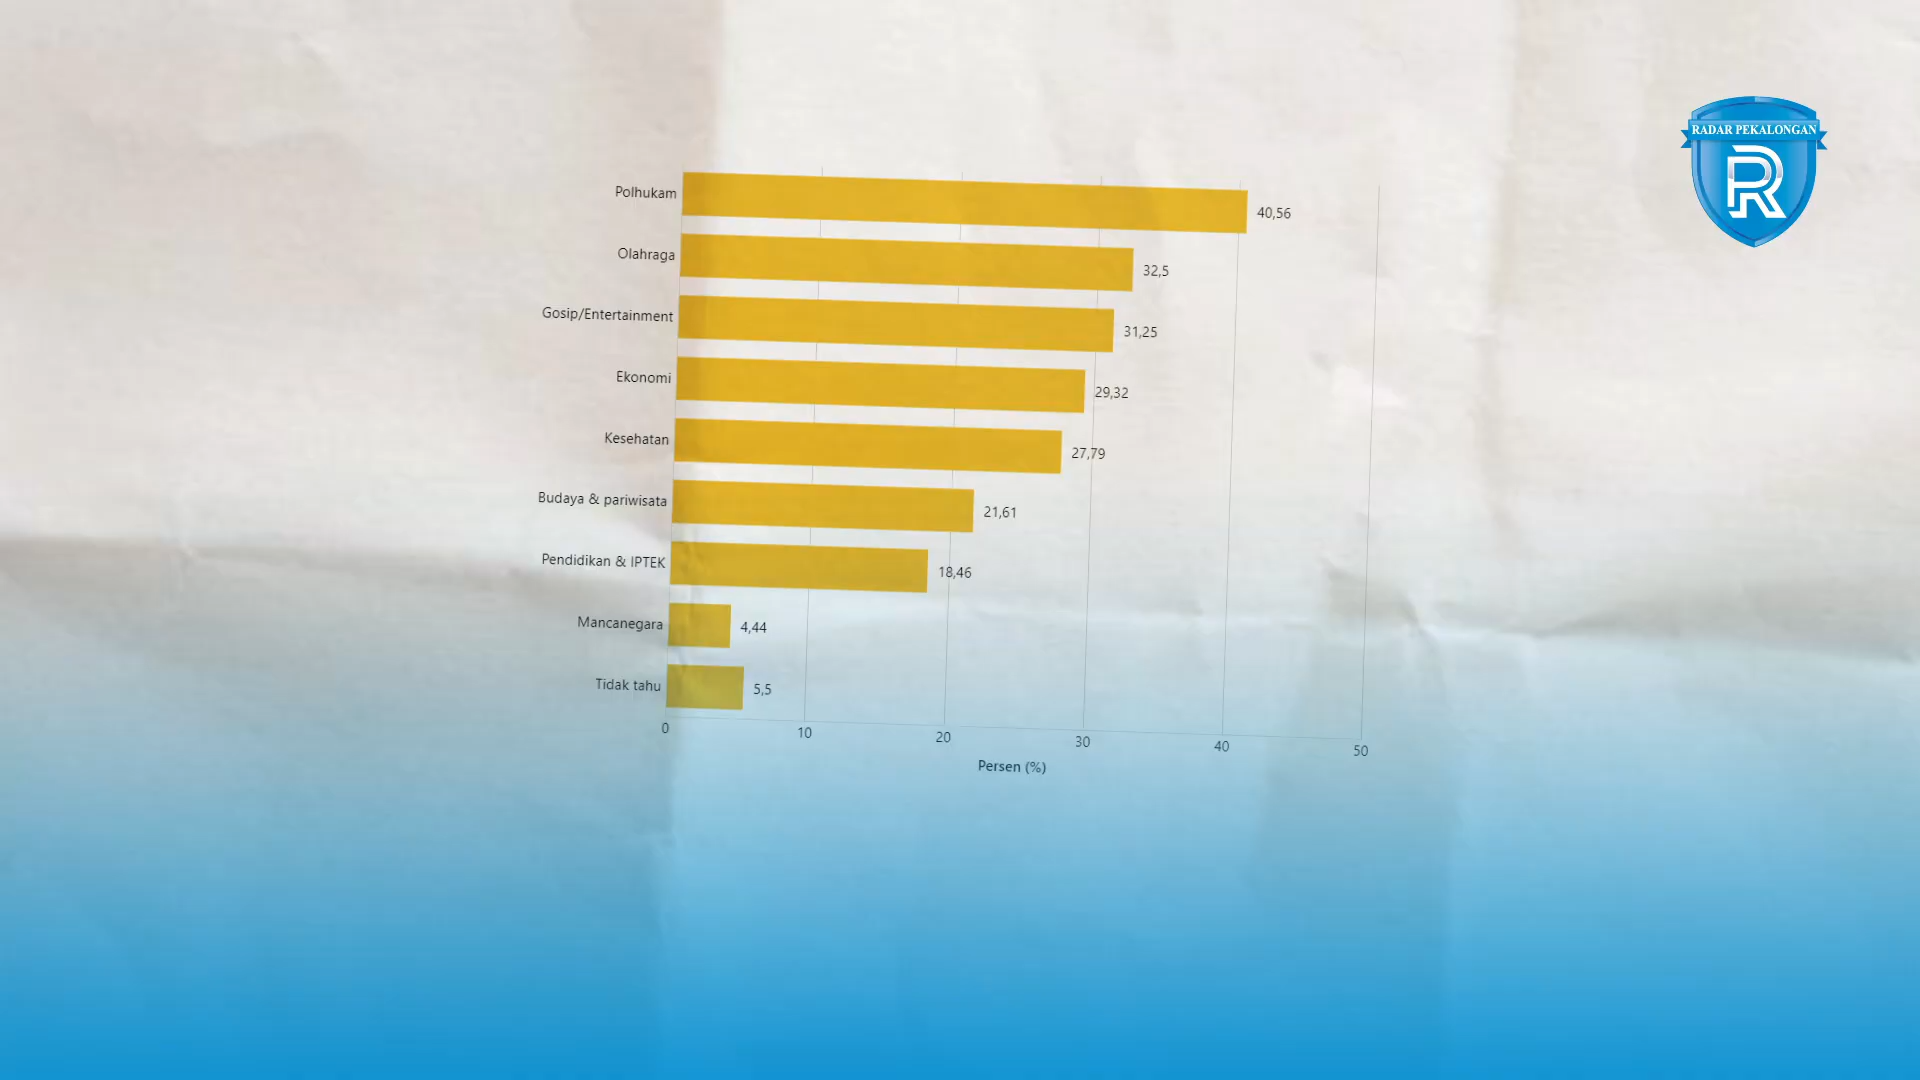 RADAR PEKALONGAN
R
Polhukam 40,56
Olahraga 32,5
Gosip/Entertainment 31,25
Ekonomi 29,32
Kesehatan 27,79
Budaya & pariwisata 21,61
Pendidikan & IPTEK 18,46
Mancanegara 4,44
Tidak tahu 5,5
0 10 20 30 40 50
Persen (%)